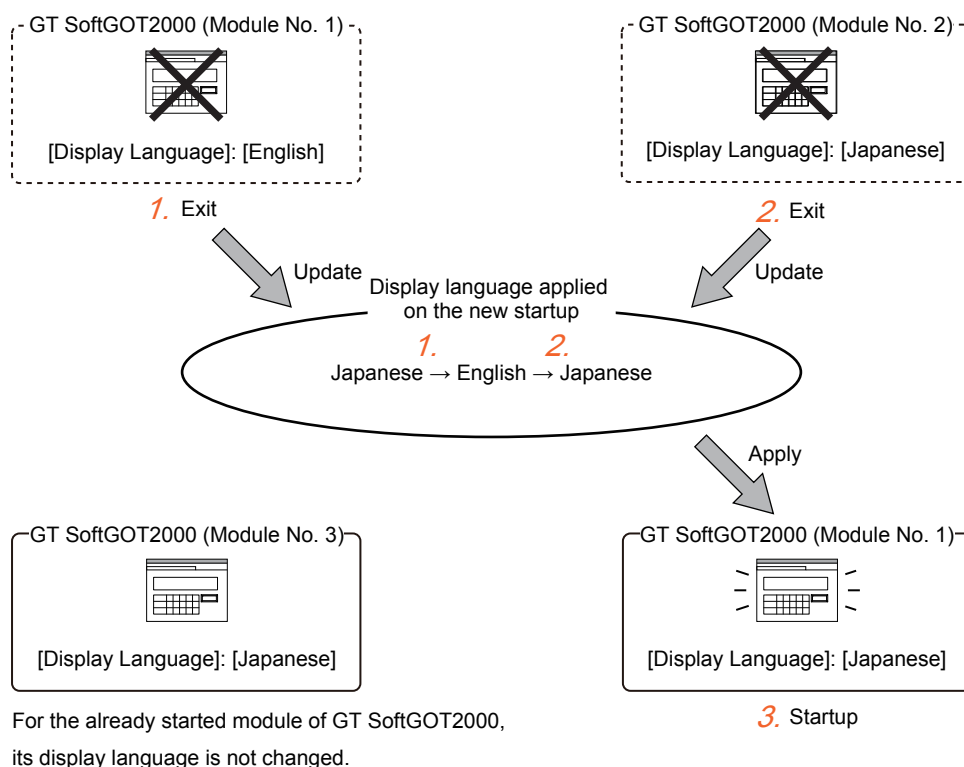 GT SoftGOT2000 (Module No. 1)
[Display Language]: [English]
1. Exit
GT SoftGOT2000 (Module No. 2)
[Display Language]: [Japanese]
2. Exit
Update
Update
Display language applied
on the new startup
1. 2.
Japanese → English → Japanese
Apply
GT SoftGOT2000 (Module No. 3)
[Display Language]: [Japanese]
For the already started module of GT SoftGOT2000,
its display language is not changed.
GT SoftGOT2000 (Module No. 1)
[Display Language]: [Japanese]
3. Startup